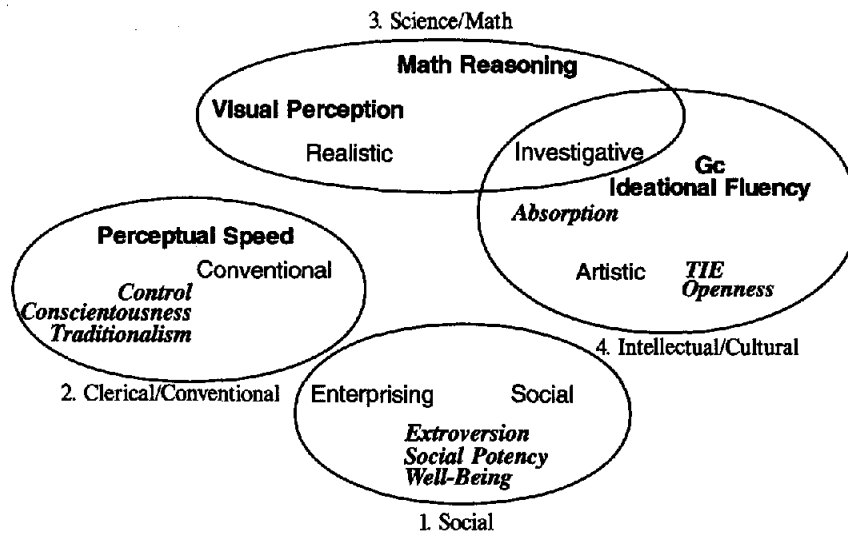 3. Science/Math
Math Reasoning
Visual Perception
Realistic
Investigative
Gc
Ideational Fluency
Absorption
Artistic
TIE
Openness
4. Intellectual/Cultural
Perceptual Speed
Conventional
Control
Conscientousness
Traditionalism
2. Clerical/Conventional
Enterprising
Social
Extroversion
Social Potency
Well-Being
1. Social